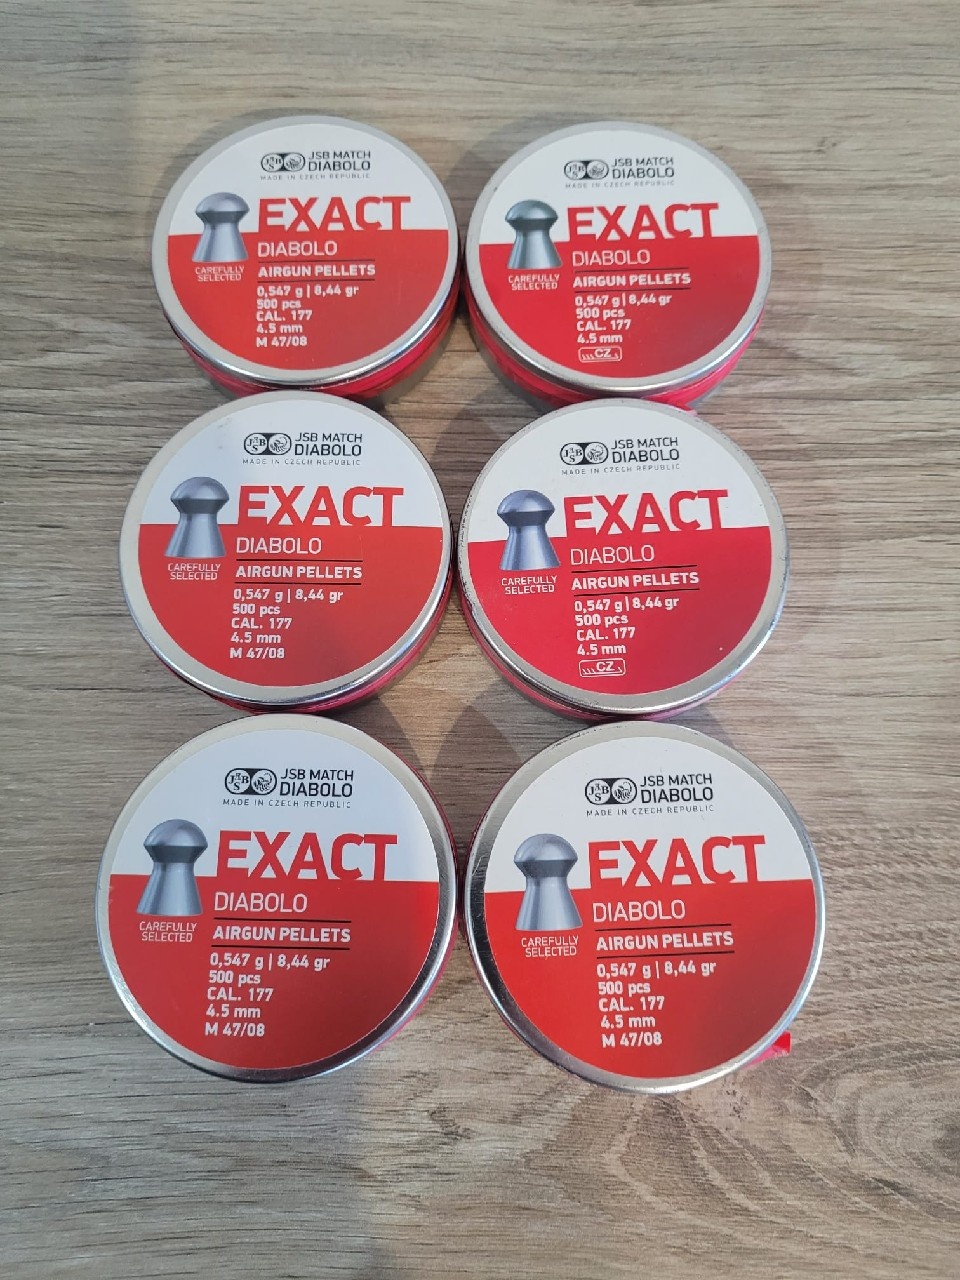 JSB
JSB MATCH
DIABOLO
MADE IN CZECH REPUBLIC
EXACT
DIABOLO
CAREFULLY
SELECTED
AIRGUN PELLETS
0,547 g | 8,44 gr
500 pcs
CAL. 177
4.5 mm
M 47/08
JSB
JSB MATCH
DIABOLO
MADE IN CZECH REPUBLIC
EXACT
DIABOLO
CAREFULLY
SELECTED
AIRGUN PELLETS
0,547 g | 8,44 gr
500 pcs
CAL. 177
4.5 mm
CZ
JSB
JSB MATCH
DIABOLO
MADE IN CZECH REPUBLIC
EXACT
DIABOLO
CAREFULLY
SELECTED
AIRGUN PELLETS
0,547 g | 8,44 gr
500 pcs
CAL. 177
4.5 mm
M 47/08
JSB
JSB MATCH
DIABOLO
MADE IN CZECH REPUBLIC
EXACT
DIABOLO
CAREFULLY
SELECTED
AIRGUN PELLETS
0,547 g | 8,44 gr
500 pcs
CAL. 177
4.5 mm
CZ
JSB
JSB MATCH
DIABOLO
MADE IN CZECH REPUBLIC
EXACT
DIABOLO
CAREFULLY
SELECTED
AIRGUN PELLETS
0,547 g | 8,44 gr
500 pcs
CAL. 177
4.5 mm
M 47/08
JSB
JSB MATCH
DIABOLO
MADE IN CZECH REPUBLIC
EXACT
DIABOLO
CAREFULLY
SELECTED
AIRGUN PELLETS
0,547 g | 8,44 gr
500 pcs
CAL. 177
4.5 mm
M 47/08